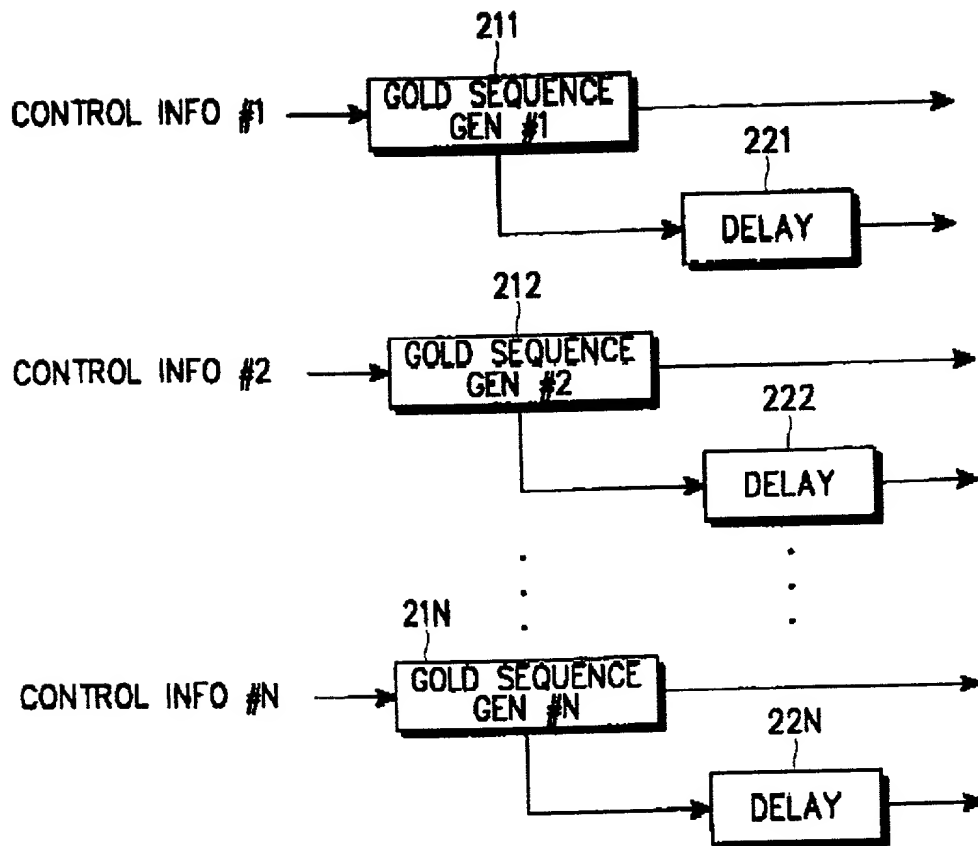 211
CONTROL INFO #1
GOLD SEQUENCE
GEN #1
221
DELAY
212
CONTROL INFO #2
GOLD SEQUENCE
GEN #2
222
DELAY
21N
CONTROL INFO #N
GOLD SEQUENCE
GEN #N
22N
DELAY